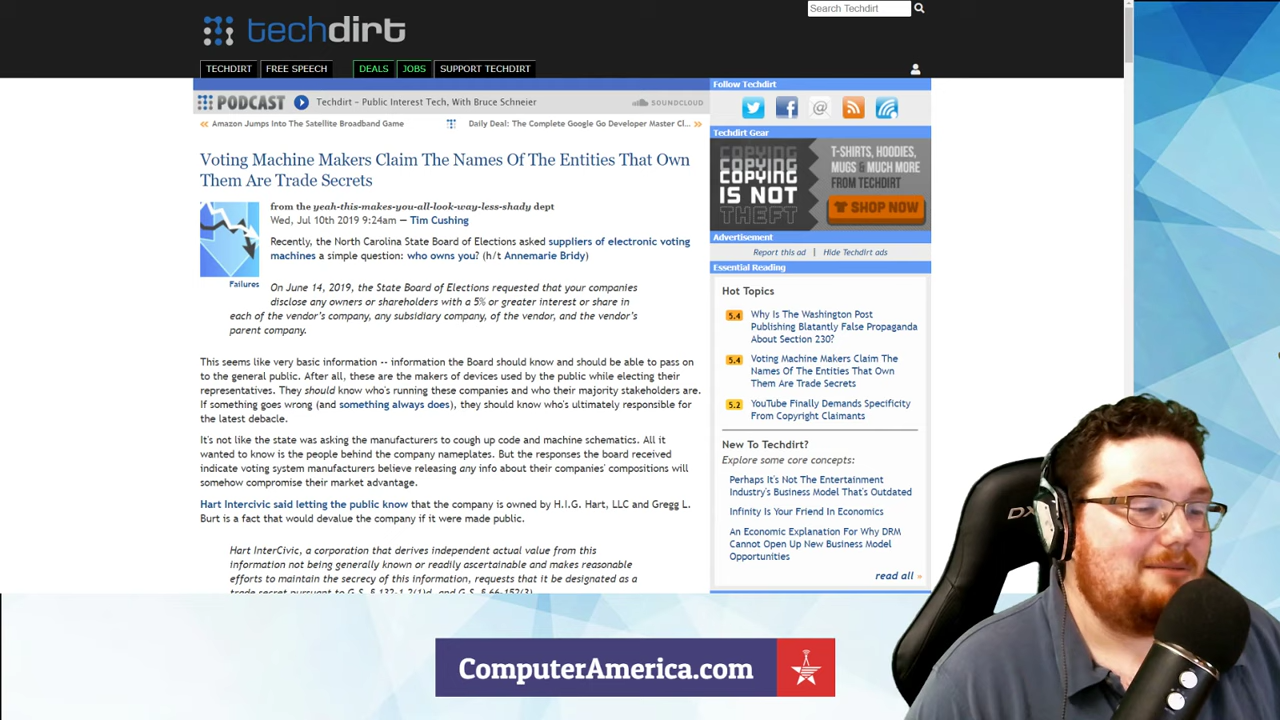 Search Techdirt
techdirt
TECHDIRT
FREE SPEECH
DEALS
JOBS
SUPPORT TECHDIRT
PODCAST
Techdirt – Public Interest Tech, With Bruce Schneier
SOUNDCLOUD
« Amazon Jumps Into The Satellite Broadband Game
Daily Deal: The Complete Google Go Developer Master Cl... »
Voting Machine Makers Claim The Names Of The Entities That Own
Them Are Trade Secrets
from the yeah-this-makes-you-all-look-way-less-shady dept
Wed, Jul 10th 2019 9:24am — Tim Cushing
Failures
Recently, the North Carolina State Board of Elections asked suppliers of electronic voting
machines a simple question: who owns you? (h/t Annemarie Bridy)
On June 14, 2019, the State Board of Elections requested that your companies
disclose any owners or shareholders with a 5% or greater interest or share in
each of the vendor's company, any subsidiary company, of the vendor, and the vendor's
parent company.
This seems like very basic information -- information the Board should know and should be able to pass on
to the general public. After all, these are the makers of devices used by the public while electing their
representatives. They should know who's running these companies and who their majority stakeholders are.
If something goes wrong (and something always does), they should know who's ultimately responsible for
the latest debacle.
It's not like the state was asking the manufacturers to cough up code and machine schematics. All it
wanted to know is the people behind the company nameplates. But the responses the board received
indicate voting system manufacturers believe releasing any info about their companies' compositions will
somehow compromise their market advantage.
Hart Intercivic said letting the public know that the company is owned by H.I.G. Hart, LLC and Gregg L.
Burt is a fact that would devalue the company if it were made public.
Hart InterCivic, a corporation that derives independent actual value from this
information not being generally known or readily ascertainable and makes reasonable
efforts to maintain the secrecy of this information, requests that it be designated as a
trade secret pursuant to G.S. § 132-1.2(1)d. and G.S. § 66-152(3).
Follow Techdirt
Techdirt Gear
COPYING
COPYING
COPYING
IS NOT
THEFT
T-SHIRTS, HOODIES,
MUGS & MUCH MORE
FROM TECHDIRT
SHOP NOW
Advertisement
Report this ad | Hide Techdirt ads
Essential Reading
Hot Topics
5.4 Why Is The Washington Post
Publishing Blatantly False Propaganda
About Section 230?
5.4 Voting Machine Makers Claim The
Names Of The Entities That Own
Them Are Trade Secrets
5.2 YouTube Finally Demands Specificity
From Copyright Claimants
New To Techdirt?
Explore some core concepts:
Perhaps It's Not The Entertainment
Industry's Business Model That's Outdated
Infinity Is Your Friend In Economics
An Economic Explanation For Why DRM
Cannot Open Up New Business Model
Opportunities
read all »
DX
ComputerAmerica.com